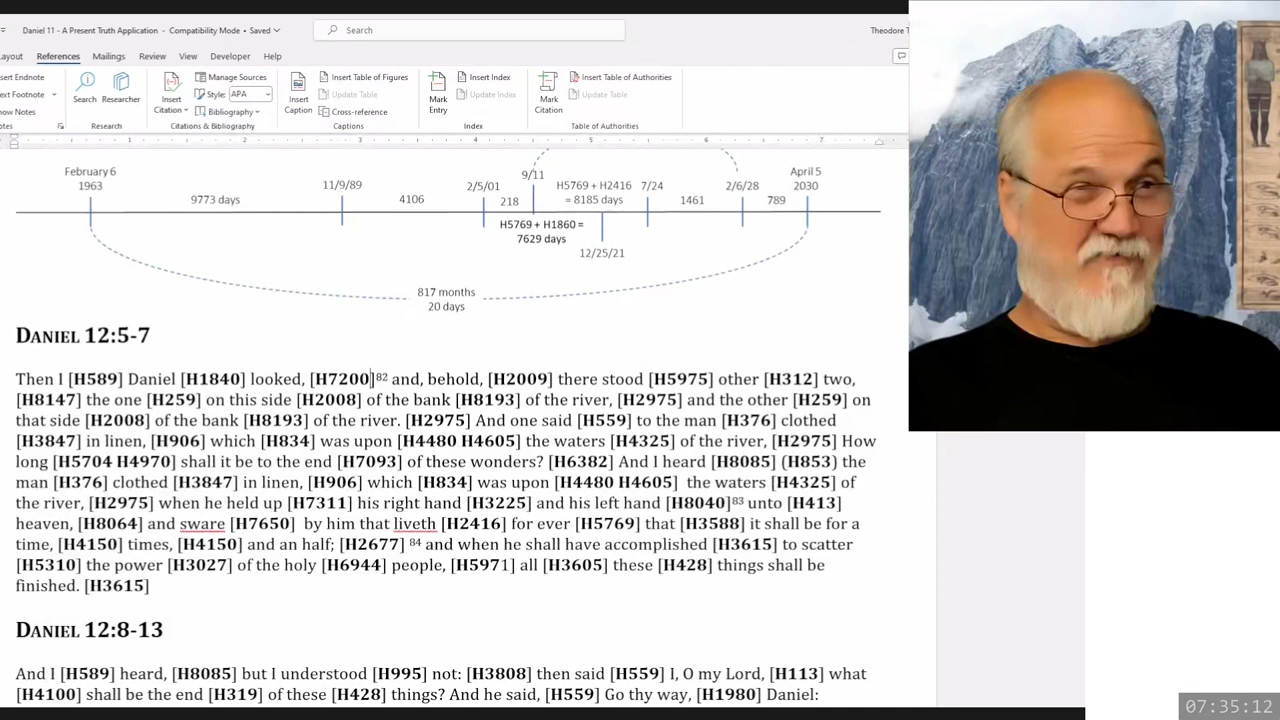 Daniel 11 - A Present Truth Application - Compatibility Mode • Saved
Search
Theodore T
Layout References Mailings Review View Developer Help
Insert Endnote
Text Footnote
how Notes
Search
Researcher
Research
Insert
Citation
Manage Sources
Style: APA
Bibliography
Citations & Bibliography
Insert
Caption
Insert Table of Figures
Update Table
Cross-reference
Captions
Mark
Entry
Insert Index
Update Index
Index
Mark
Citation
Insert Table of Authorities
Update Table
Table of Authorities
1 2 3 4 5 6 7
February 6
1963
9773 days
11/9/89
4106
2/5/01
218
9/11
H5769 + H2416
= 8185 days
7/24
1461
2/6/28
789
April 5
2030
H5769 + H1860 =
7629 days
12/25/21
817 months
20 days
DANIEL 12:5-7
Then I [H589] Daniel [H1840] looked, [H7200]82 and, behold, [H2009] there stood [H5975] other [H312] two,
[H8147] the one [H259] on this side [H2008] of the bank [H8193] of the river, [H2975] and the other [H259] on
that side [H2008] of the bank [H8193] of the river. [H2975] And one said [H559] to the man [H376] clothed
[H3847] in linen, [H906] which [H834] was upon [H4480 H4605] the waters [H4325] of the river, [H2975] How
long [H5704 H4970] shall it be to the end [H7093] of these wonders? [H6382] And I heard [H8085] (H853) the
man [H376] clothed [H3847] in linen, [H906] which [H834] was upon [H4480 H4605] the waters [H4325] of
the river, [H2975] when he held up [H7311] his right hand [H3225] and his left hand [H8040]83 unto [H413]
heaven, [H8064] and sware [H7650] by him that liveth [H2416] for ever [H5769] that [H3588] it shall be for a
time, [H4150] times, [H4150] and an half; [H2677] 84 and when he shall have accomplished [H3615] to scatter
[H5310] the power [H3027] of the holy [H6944] people, [H5971] all [H3605] these [H428] things shall be
finished. [H3615]
DANIEL 12:8-13
And I [H589] heard, [H8085] but I understood [H995] not: [H3808] then said [H559] I, O my Lord, [H113] what
[H4100] shall be the end [H319] of these [H428] things? And he said, [H559] Go thy way, [H1980] Daniel:
07:35:12